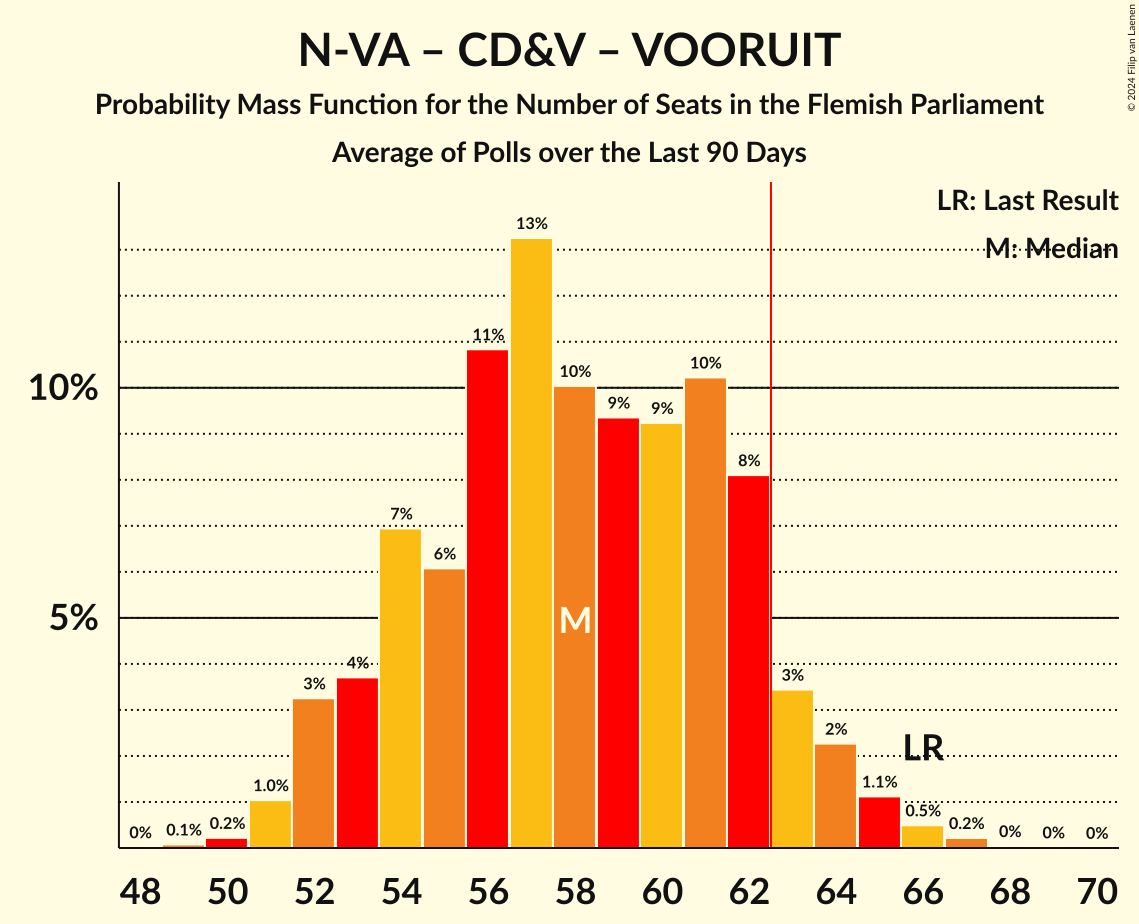 N-VA – CD&V – VOORUIT
Probability Mass Function for the Number of Seats in the Flemish Parliament
Average of Polls over the Last 90 Days
© 2024 Filip van Laenen
LR: Last Result
M: Median
10%
5%
0%
0.1%
0.2%
1.0%
3%
4%
7%
6%
11%
13%
10%
9%
9%
10%
8%
3%
2%
1.1%
0.5%
0.2%
0%
0%
0%
M
LR
48 50 52 54 56 58 60 62 64 66 68 70